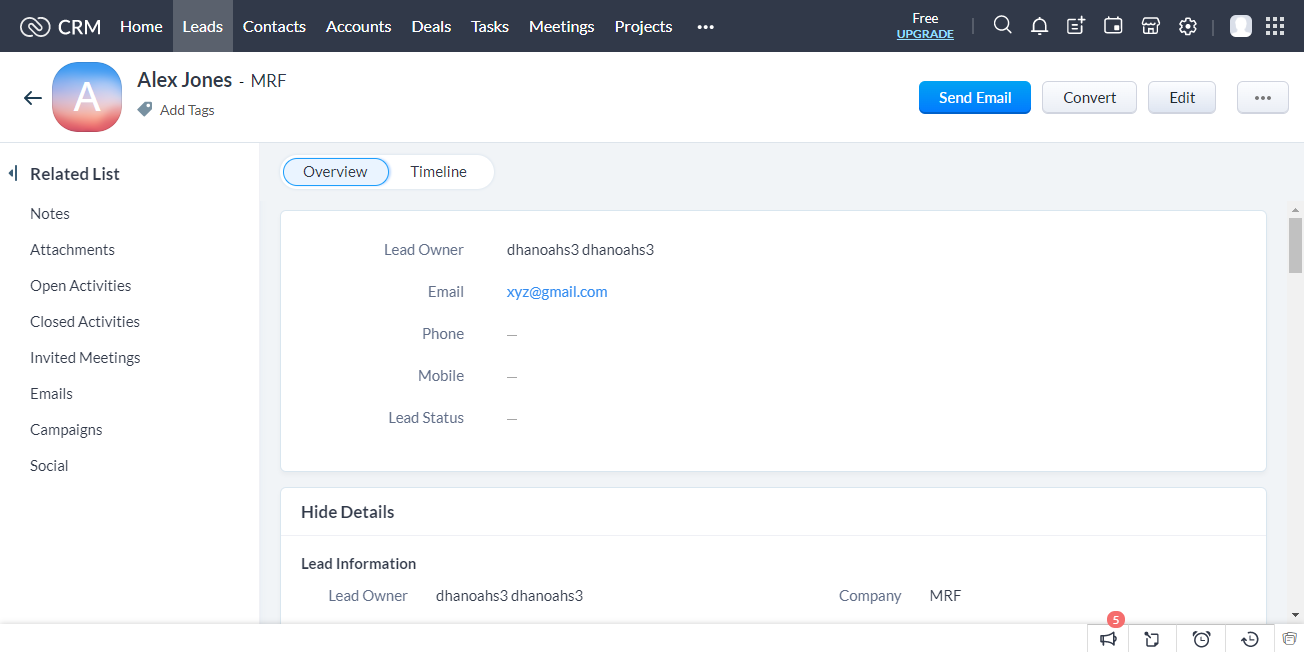 CRM Home Leads Contacts Accounts Deals Tasks Meetings Projects ••• Free
UPGRADE
A Alex Jones - MRF
Add Tags
Send Email Convert Edit •••
Related List
Notes
Attachments
Open Activities
Closed Activities
Invited Meetings
Emails
Campaigns
Social
Overview Timeline
Lead Owner dhanoahs3 dhanoahs3
Email xyz@gmail.com
Phone —
Mobile —
Lead Status —
Hide Details
Lead Information
Lead Owner dhanoahs3 dhanoahs3 Company MRF
5